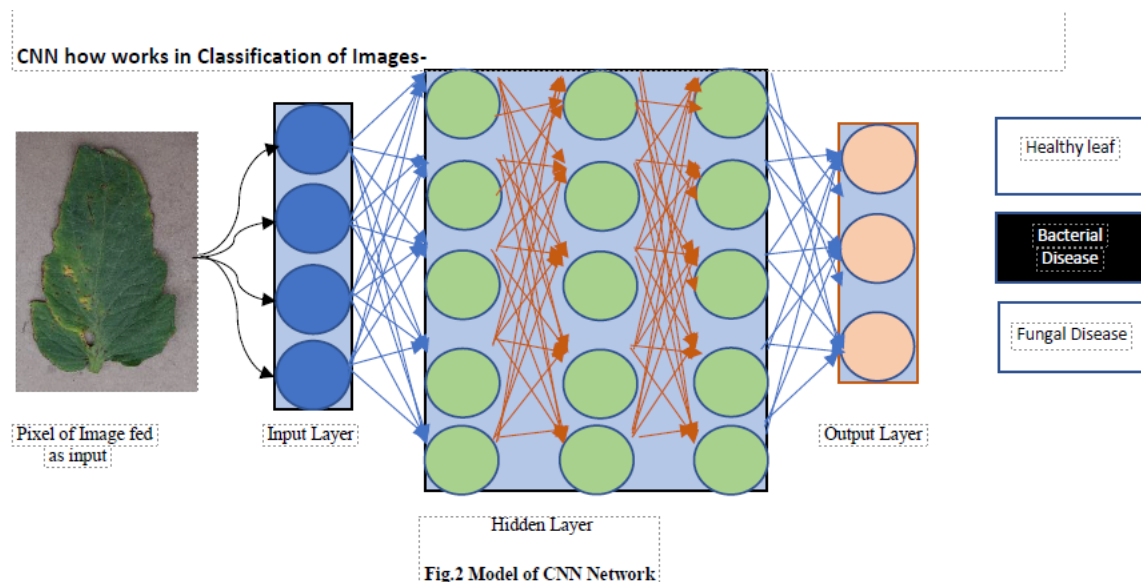 CNN how works in Classification of Images-
Healthy leaf
Bacterial
Disease
Fungal Disease
Pixel of Image fed
as input
Input Layer
Output Layer
Hidden Layer
Fig.2 Model of CNN Network